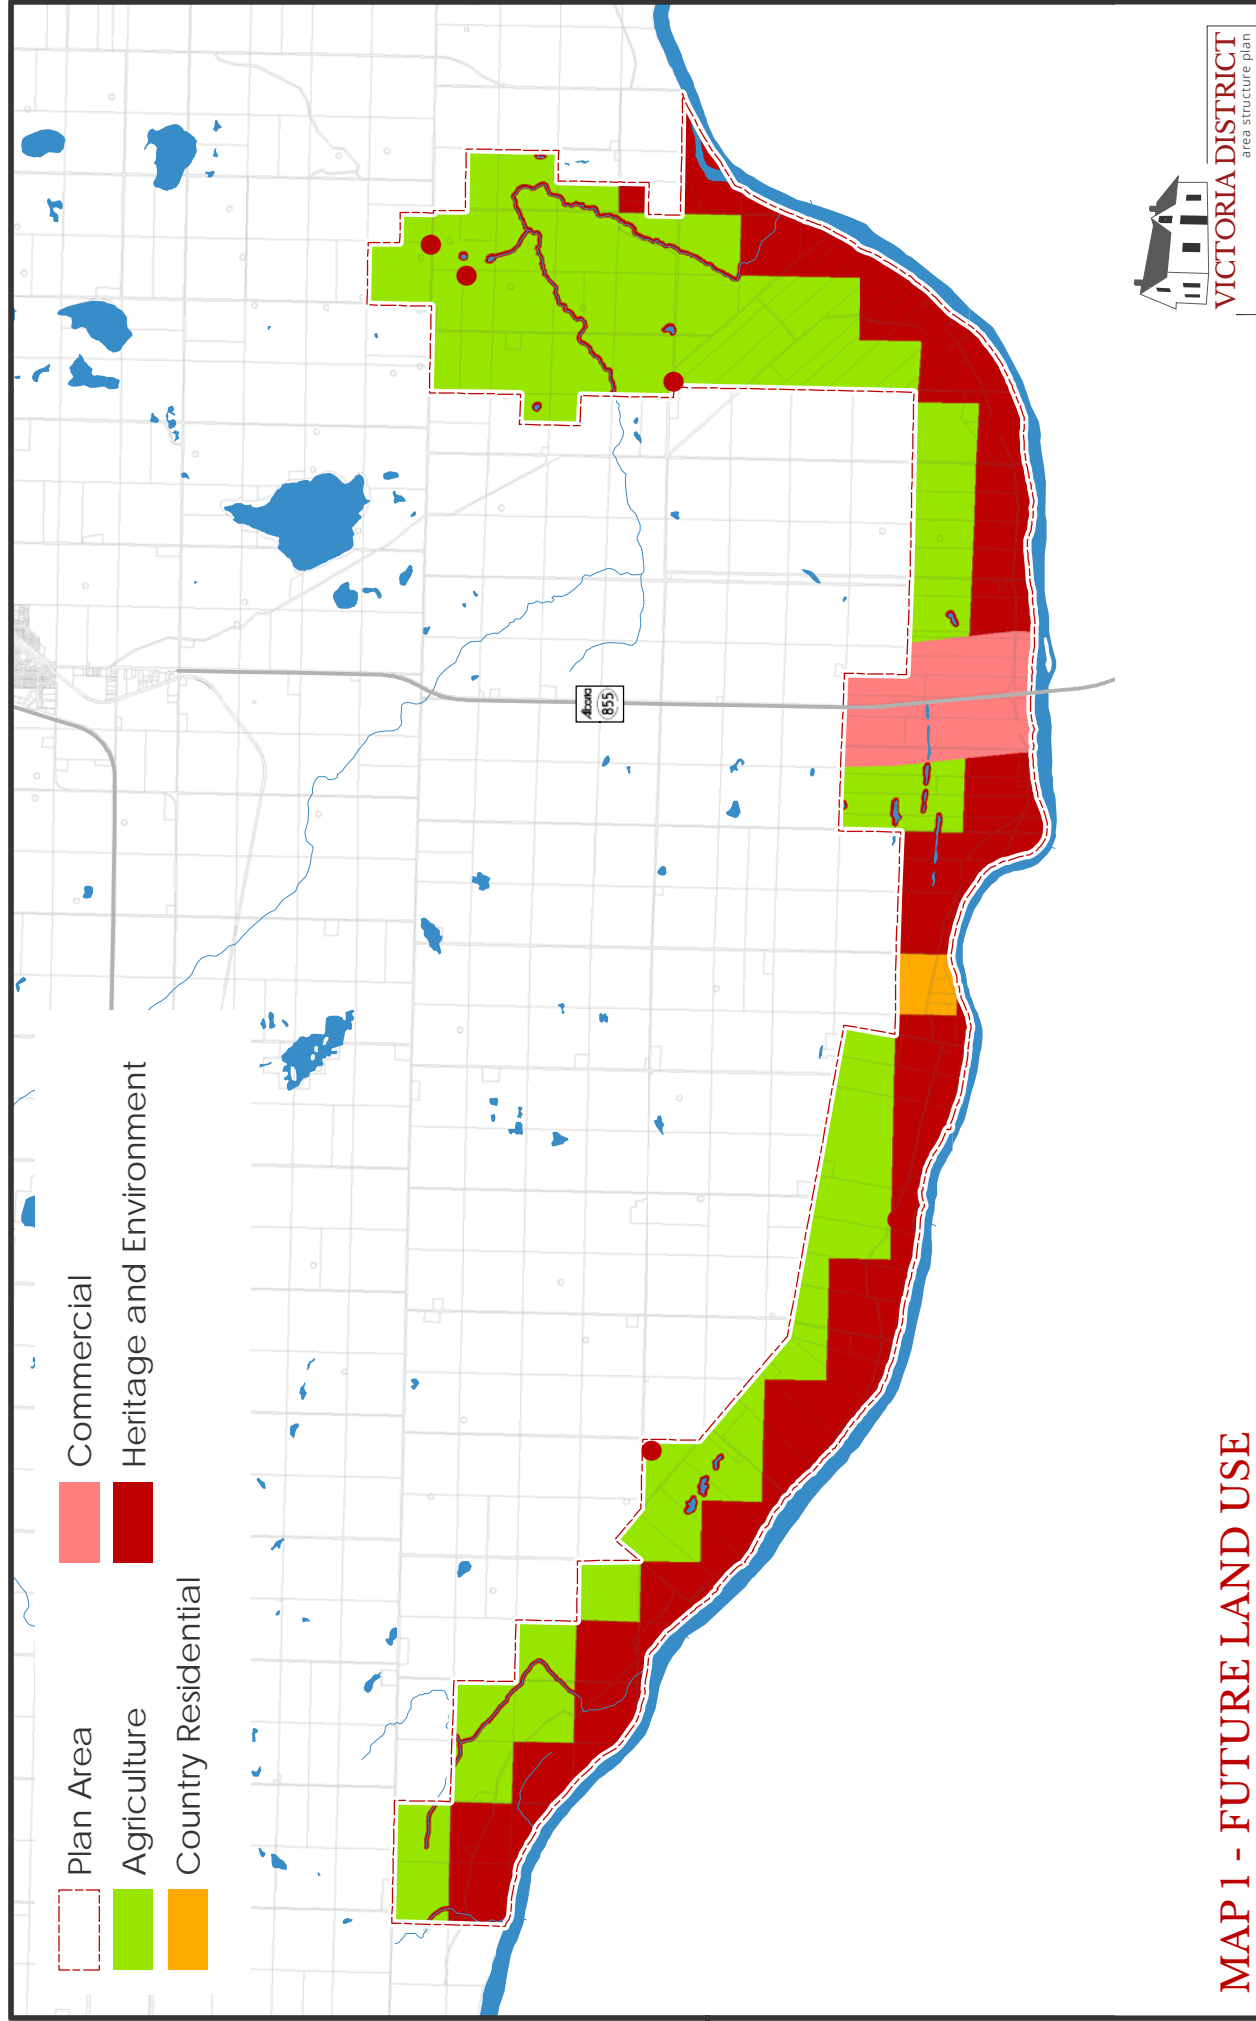 Plan Area
Agriculture
Country Residential
Commercial
Heritage and Environment
Alberta
855
MAP 1 - FUTURE LAND USE
VICTORIA DISTRICT
area structure plan